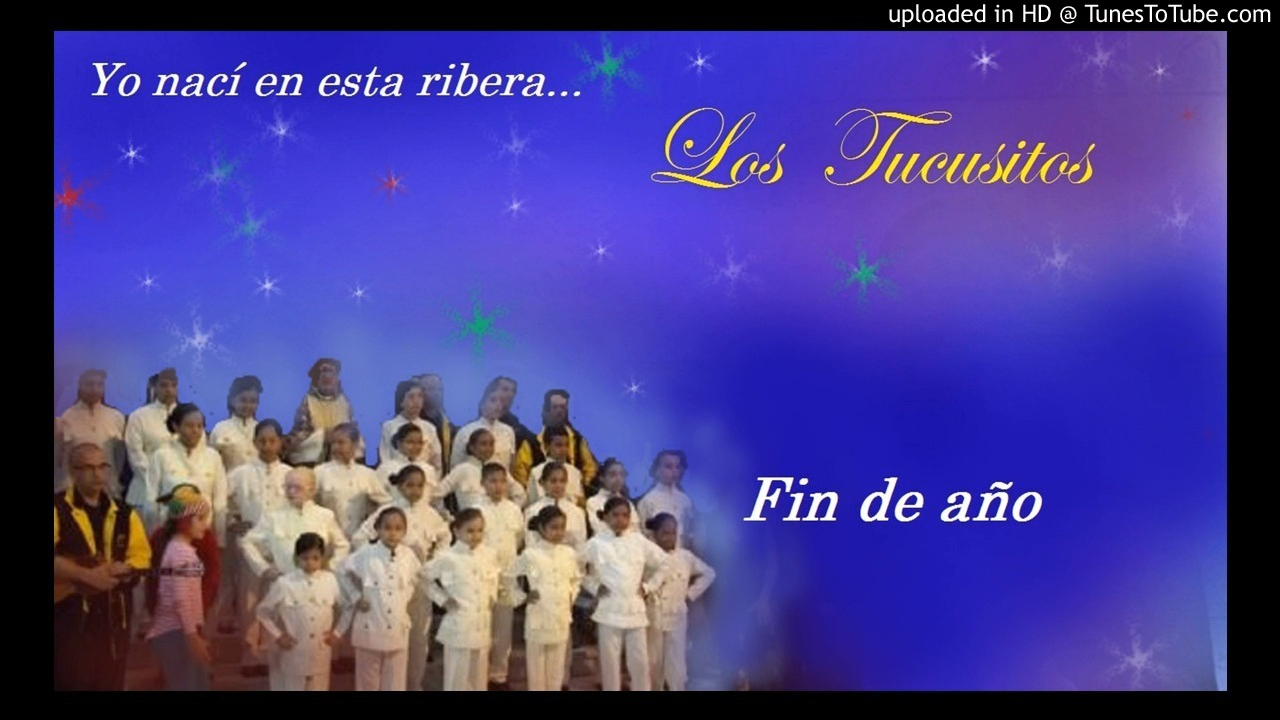 uploaded in HD @ TunesToTube.com
Yo nací en esta ribera...
Los Tucusitos
Fin de año